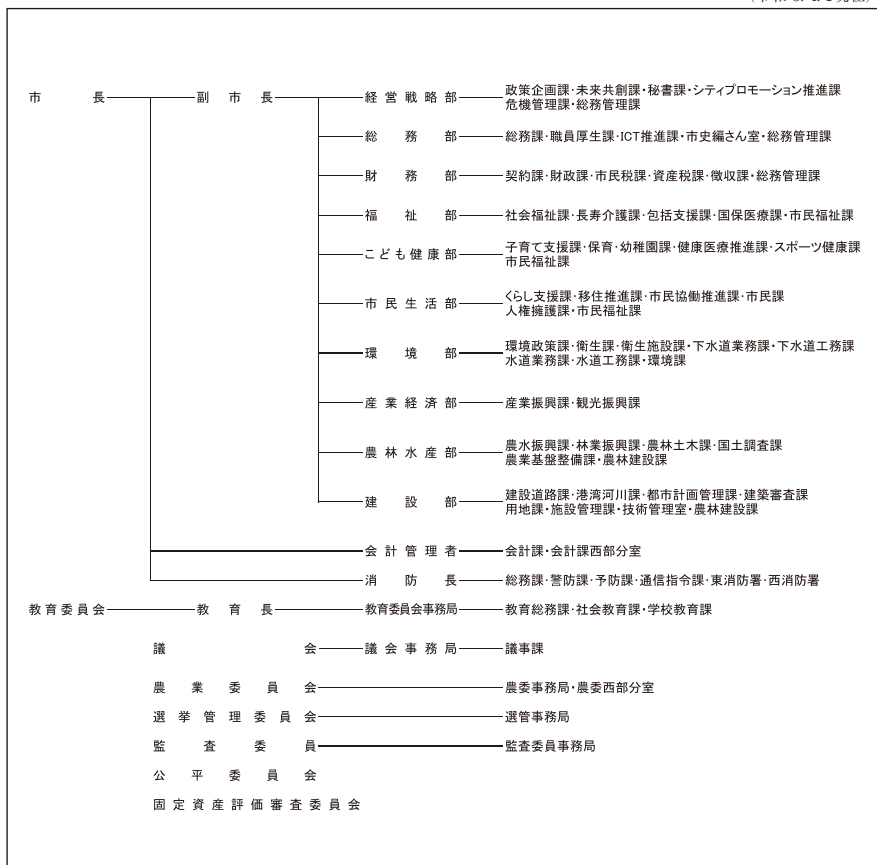 市長 副市長 経営戦略部 政策企画課・未来共創課・秘書課・シティプロモーション推進課
危機管理課・総務管理課
総務部 総務課・職員厚生課・ICT推進課・市史編さん室・総務管理課
財務部 契約課・財政課・市民税課・資産税課・徴収課・総務管理課
福祉部 社会福祉課・長寿介護課・包括支援課・国保医療課・市民福祉課
こども健康部 子育て支援課・保育・幼稚園課・健康医療推進課・スポーツ健康課
市民福祉課
市民生活部 くらし支援課・移住推進課・市民協働推進課・市民課
人権擁護課・市民福祉課
環境部 環境政策課・衛生課・衛生施設課・下水道業務課・下水道工務課
水道業務課・水道工務課・環境課
産業経済部 産業振興課・観光振興課
農林水産部 農水振興課・林業振興課・農林土木課・国土調査課
農業基盤整備課・農林建設課
建設部 建設道路課・港湾河川課・都市計画管理課・建築審査課
用地課・施設管理課・技術管理室・農林建設課
会計管理者 会計課・会計課西部分室
消防長 総務課・警防課・予防課・通信指令課・東消防署・西消防署
教育委員会 教育長 教育委員会事務局 教育総務課・社会教育課・学校教育課
議会 議会事務局 議事課
農業委員会 農委事務局・農委西部分室
選挙管理委員会 選管事務局
監査委員 監査委員事務局
公平委員会
固定資産評価審査委員会